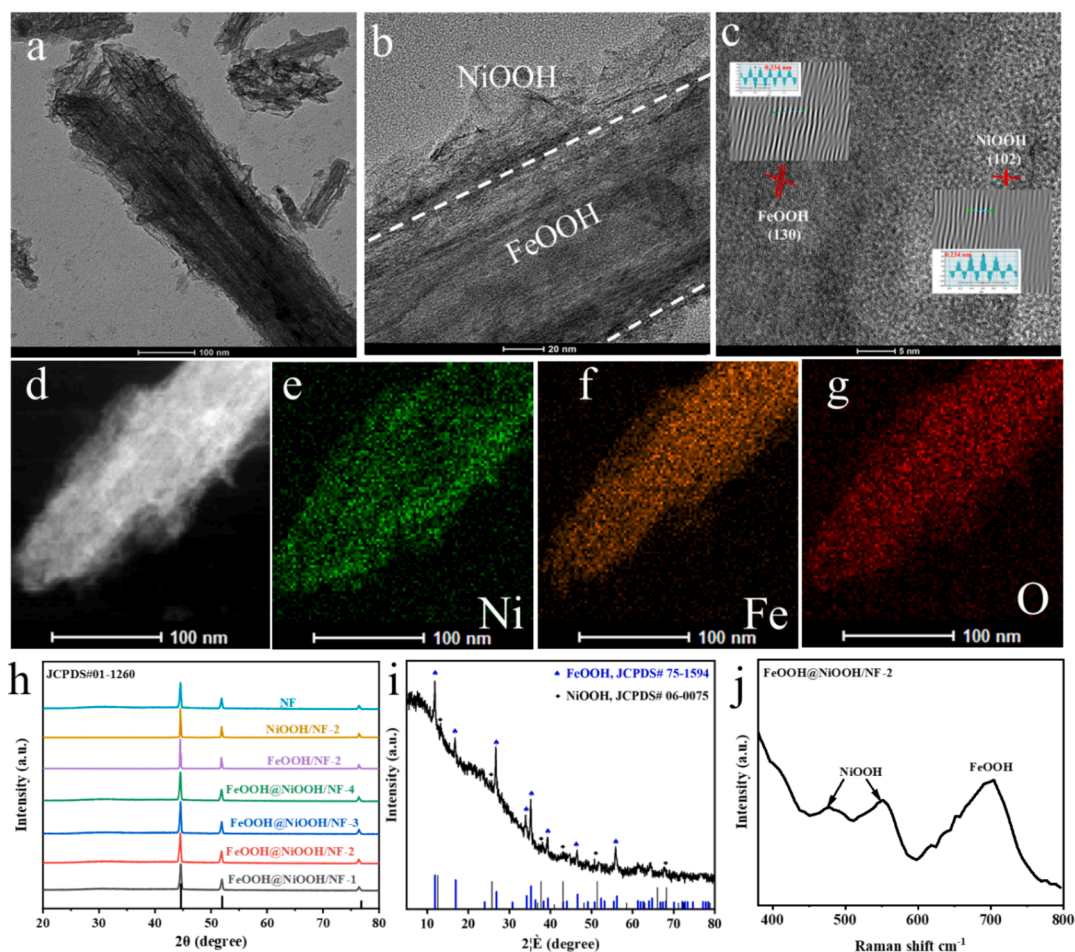 a
100 nm
b
NiOOH
FeOOH
20 nm
c
0.334 nm
FeOOH
(130)
NiOOH
(102)
0.234 nm
5 nm
d
100 nm
e
Ni
100 nm
f
Fe
100 nm
g
O
100 nm
h
JCPDS#01-1260
NF
NiOOH/NF-2
FeOOH/NF-2
FeOOH@NiOOH/NF-4
FeOOH@NiOOH/NF-3
FeOOH@NiOOH/NF-2
FeOOH@NiOOH/NF-1
Intensity (a.u.)
20 30 40 50 60 70 80
2θ (degree)
i
FeOOH, JCPDS# 75-1594
NiOOH, JCPDS# 06-0075
Intensity (a.u.)
10 20 30 40 50 60 70 80
2¦È (degree)
j
FeOOH@NiOOH/NF-2
NiOOH
FeOOH
Intensity (a.u.)
400 500 600 700 800
Raman shift cm⁻¹